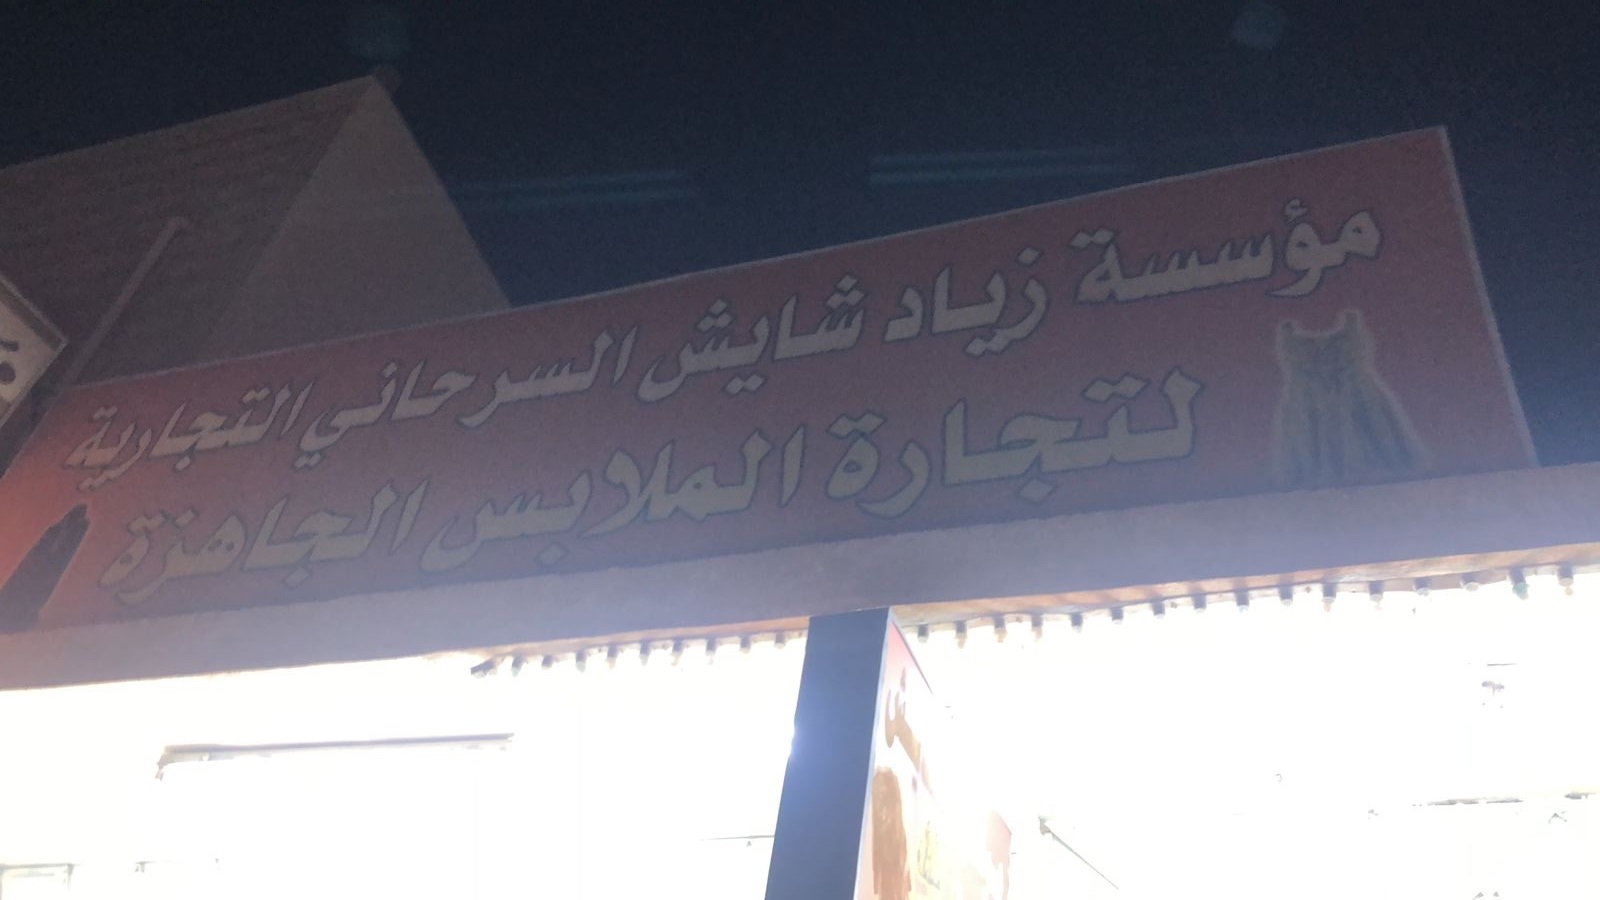 مؤسسة زياد شايش السرحاني التجارية
لتجارة الملابس الجاهزة